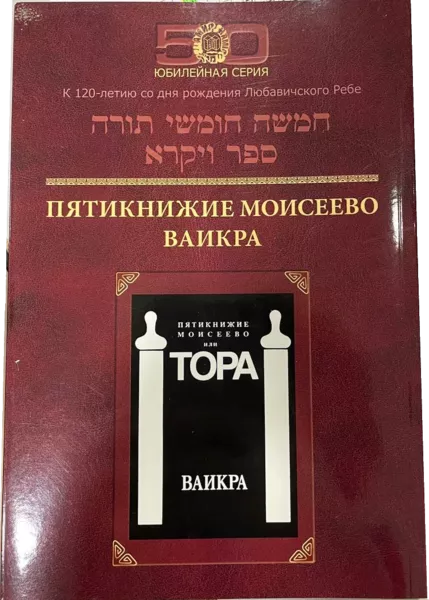 50
ЮБИЛЕЙНАЯ СЕРИЯ
К 120-летию со дня рождения Любавичского Ребе
חמשה חומשי תורה
ספר ויקרא
ПЯТИКНИЖИЕ МОИСЕЕВО
ВАИКРА
ПЯТИКНИЖИЕ
МОИСЕЕВО
ИЛИ
ТОРА
ВАИКРА